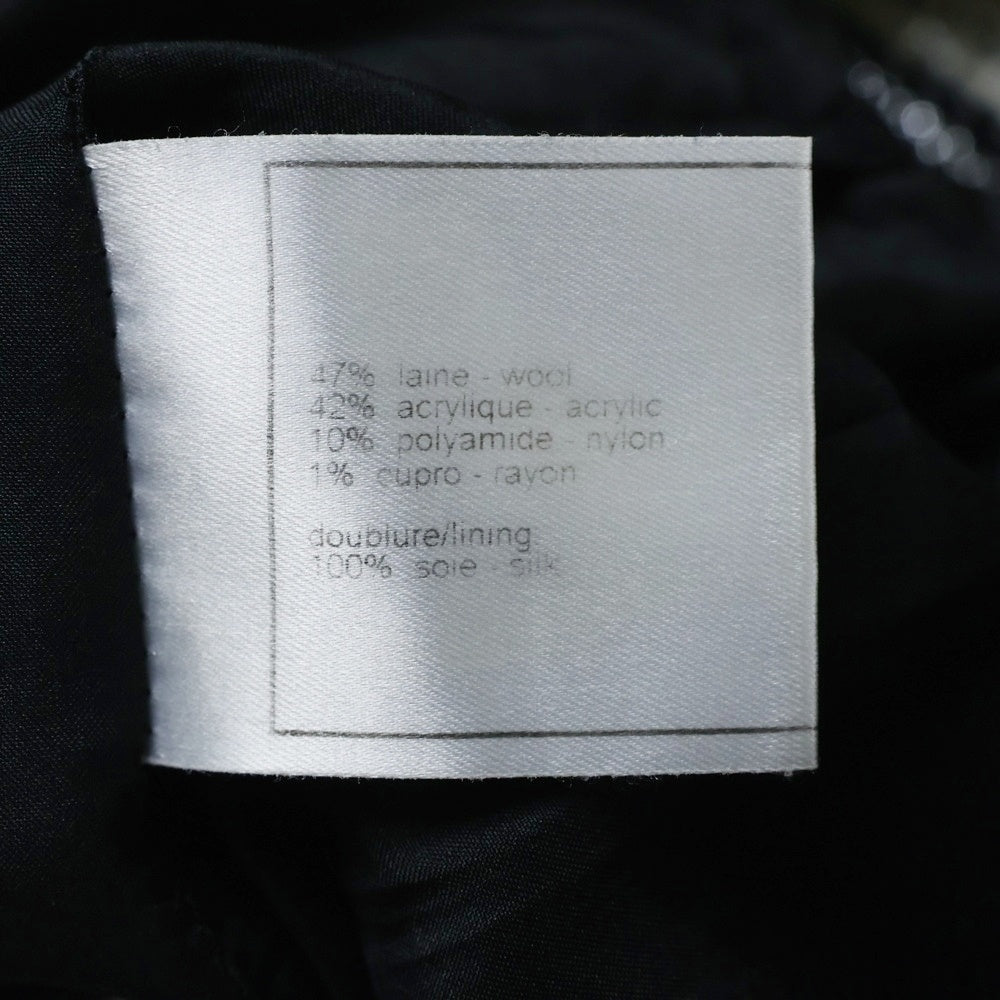 47% laine - wool
42% acrylique - acrylic
10% polyamide - nylon
1% cupro - rayon
doublure/lining
100% soie - silk